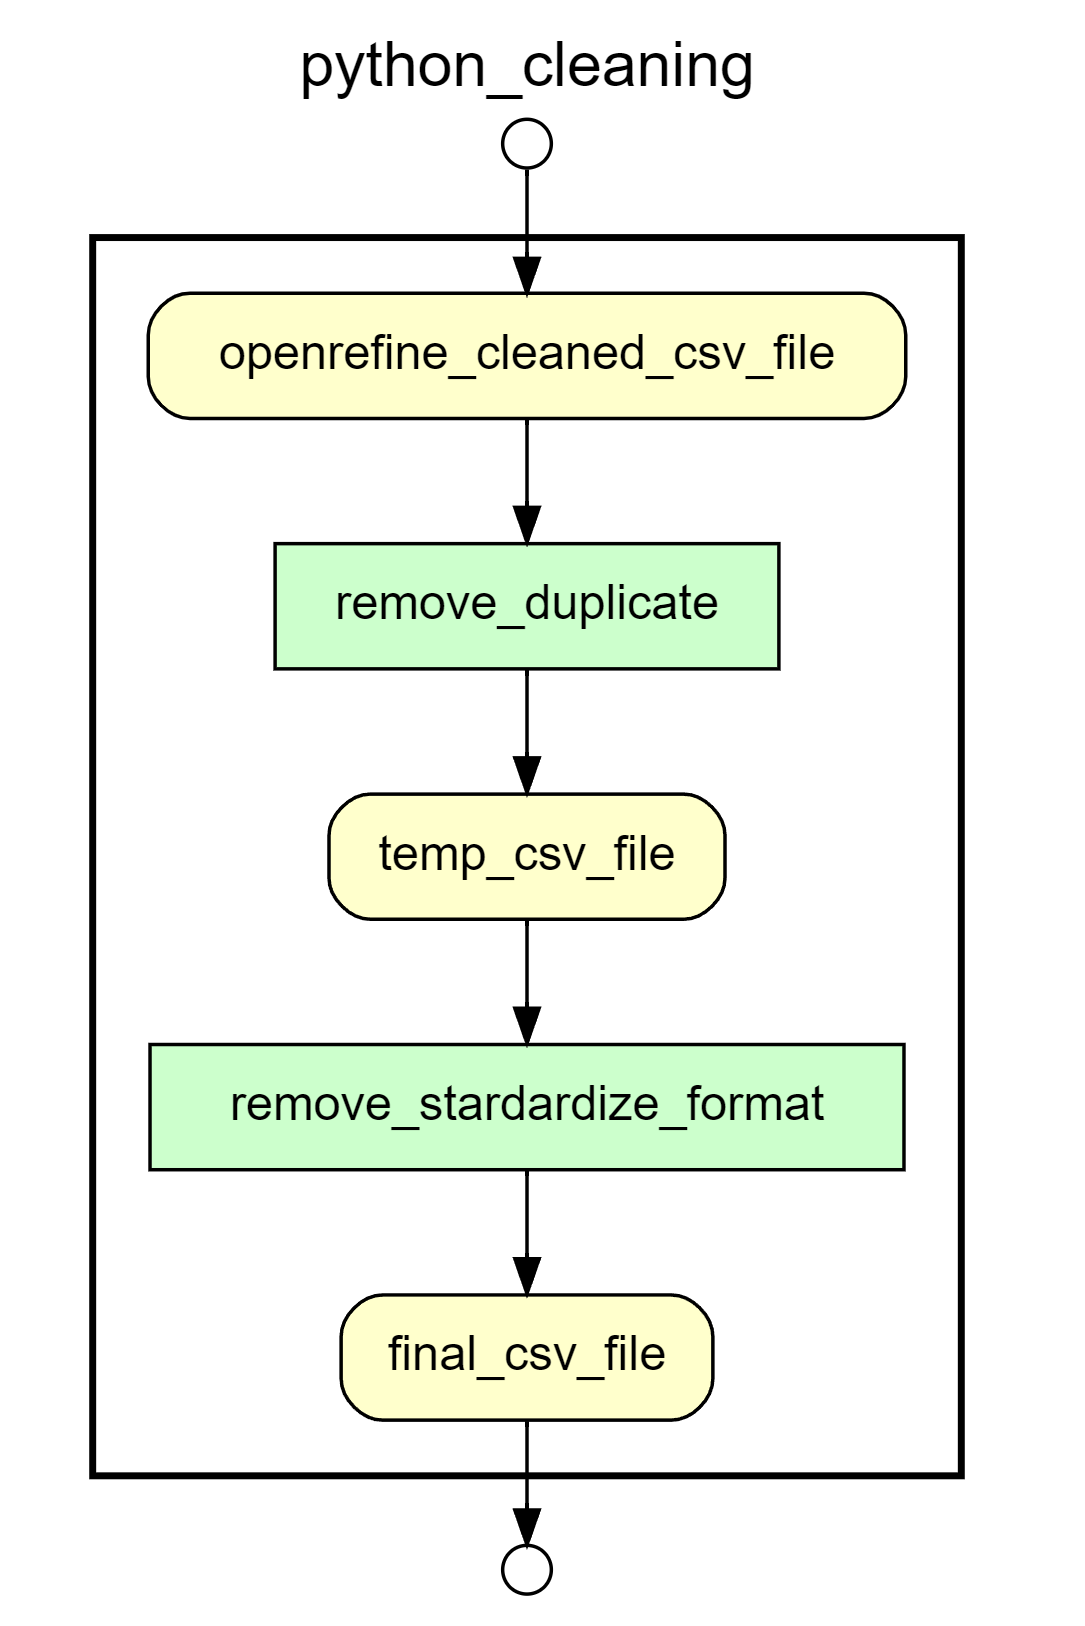 python_cleaning
openrefine_cleaned_csv_file
remove_duplicate
temp_csv_file
remove_stardardize_format
final_csv_file